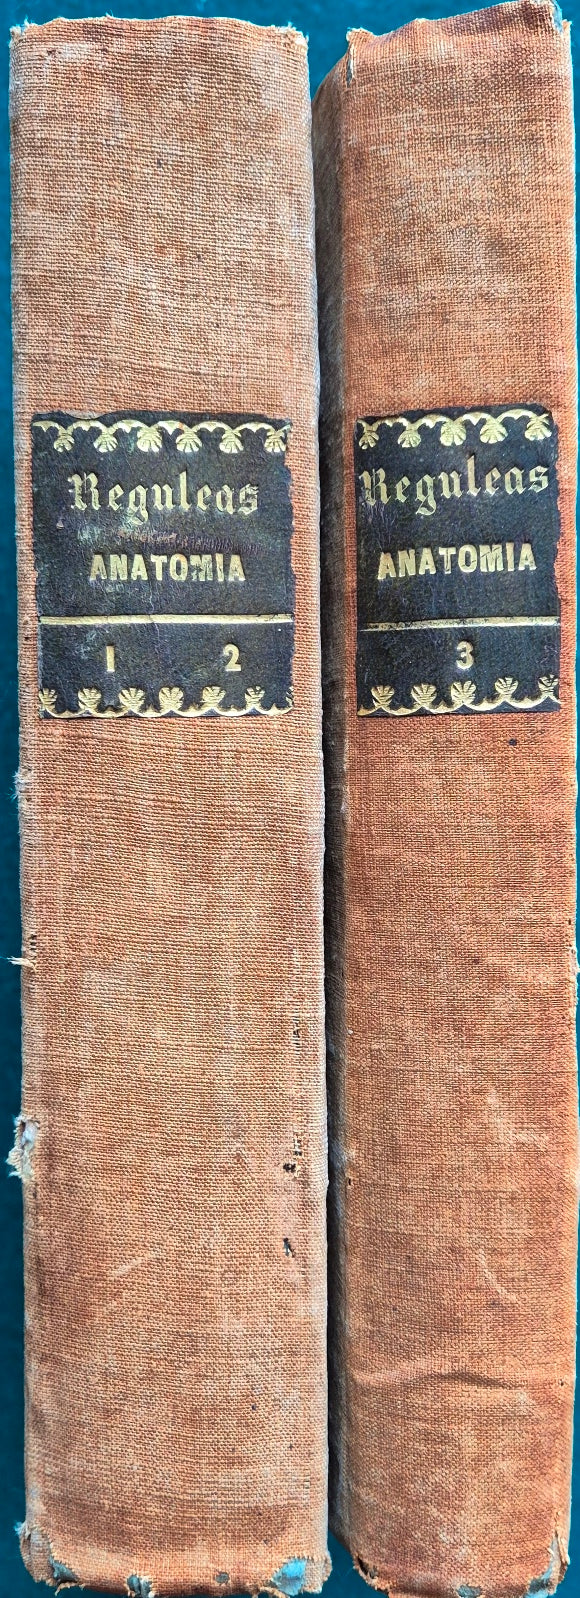 Reguleas
ANATOMIA
1 2
Reguleas
ANATOMIA
3